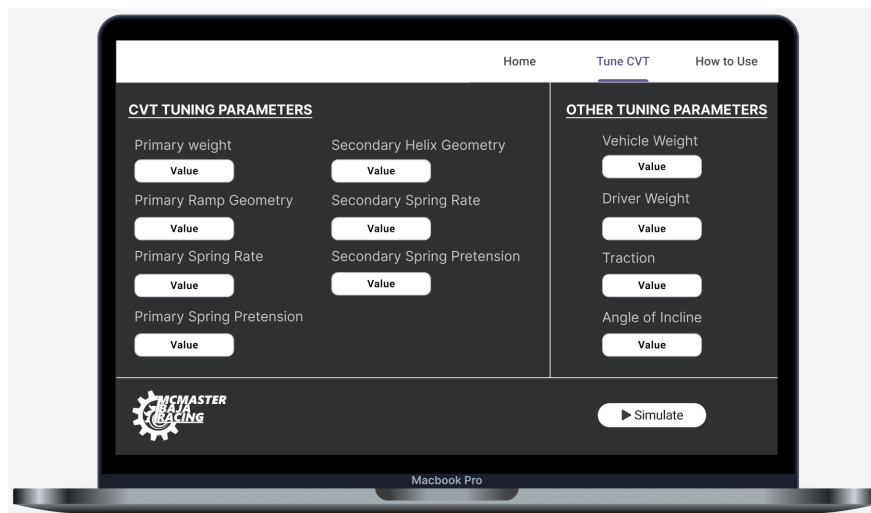 Home Tune CVT How to Use
CVT TUNING PARAMETERS
Primary weight
Value
Primary Ramp Geometry
Value
Primary Spring Rate
Value
Primary Spring Pretension
Value
Secondary Helix Geometry
Value
Secondary Spring Rate
Value
Secondary Spring Pretension
Value
OTHER TUNING PARAMETERS
Vehicle Weight
Value
Driver Weight
Value
Traction
Value
Angle of Incline
Value
MCMASTER
BAJA
RACING
Simulate
Macbook Pro